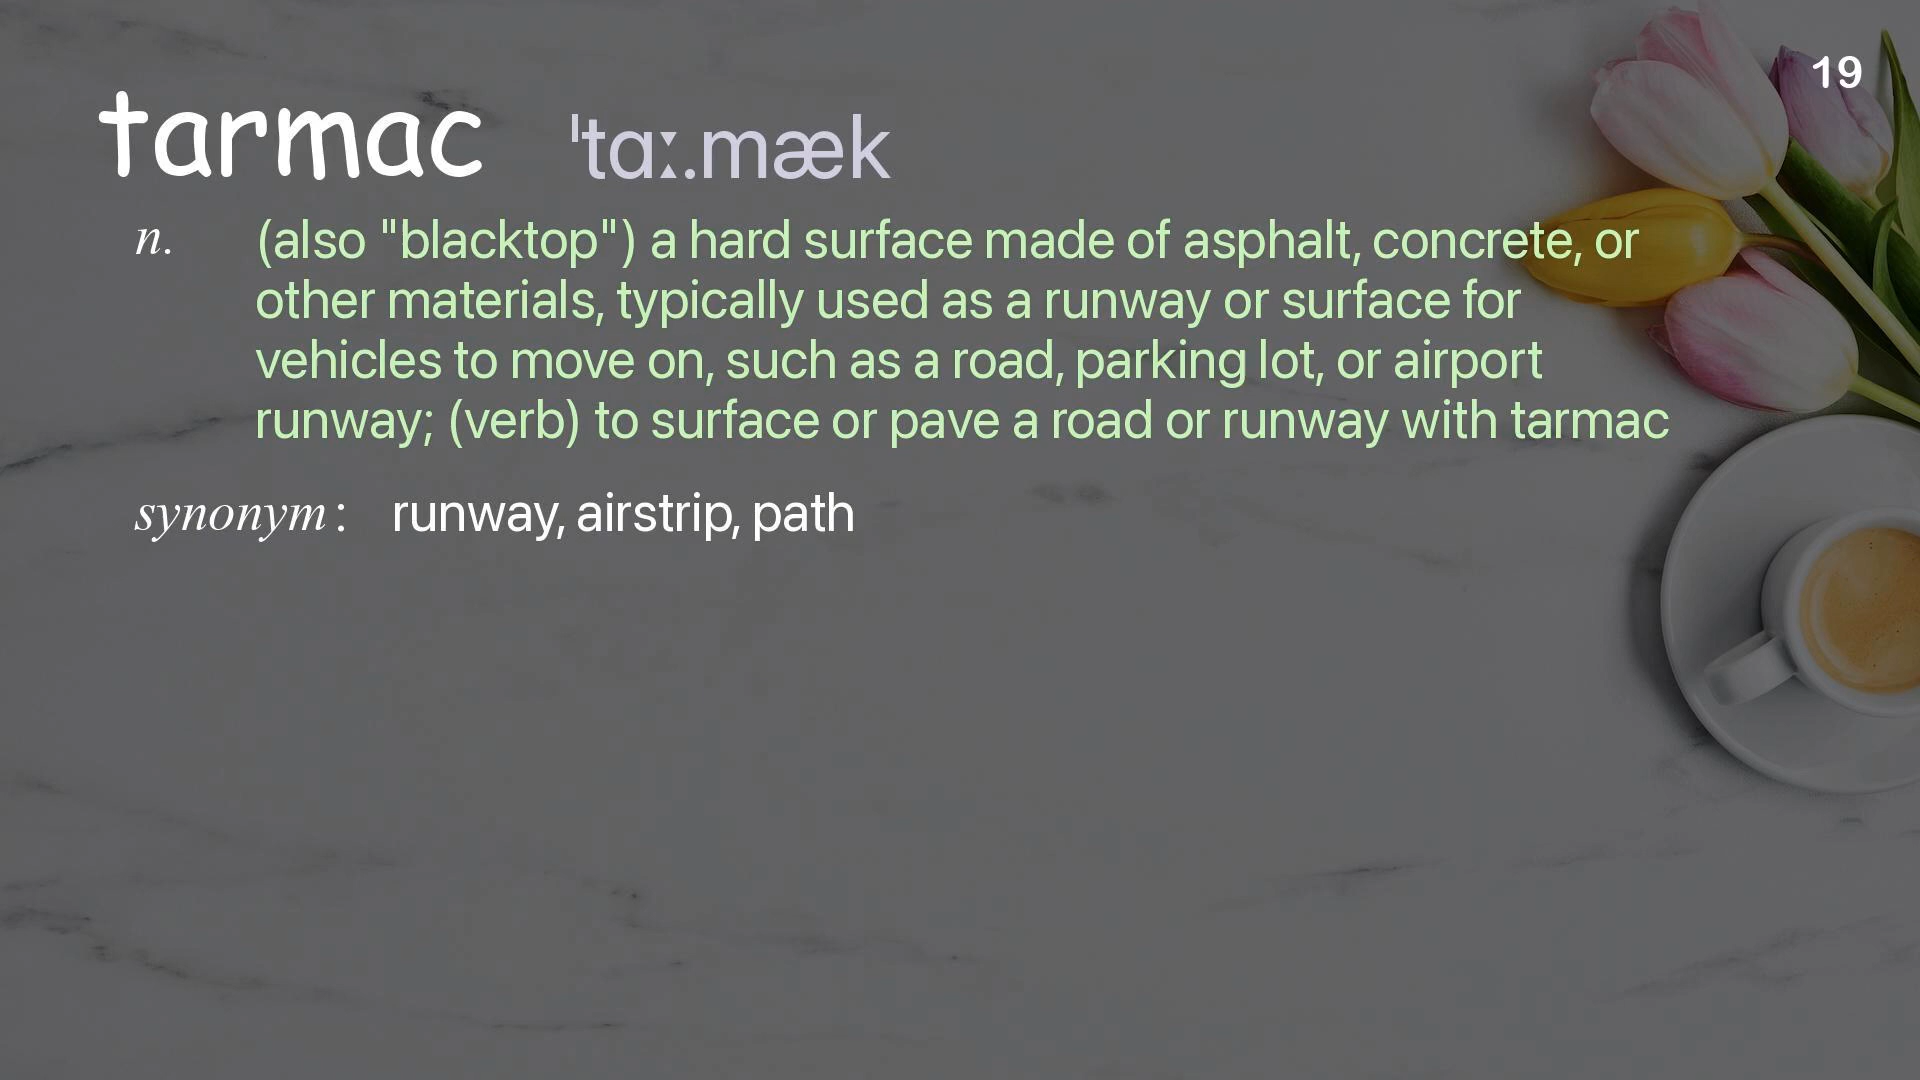 19
tarmac ˈtɑː.mæk
n. (also "blacktop") a hard surface made of asphalt, concrete, or
other materials, typically used as a runway or surface for
vehicles to move on, such as a road, parking lot, or airport
runway; (verb) to surface or pave a road or runway with tarmac
synonym : runway, airstrip, path